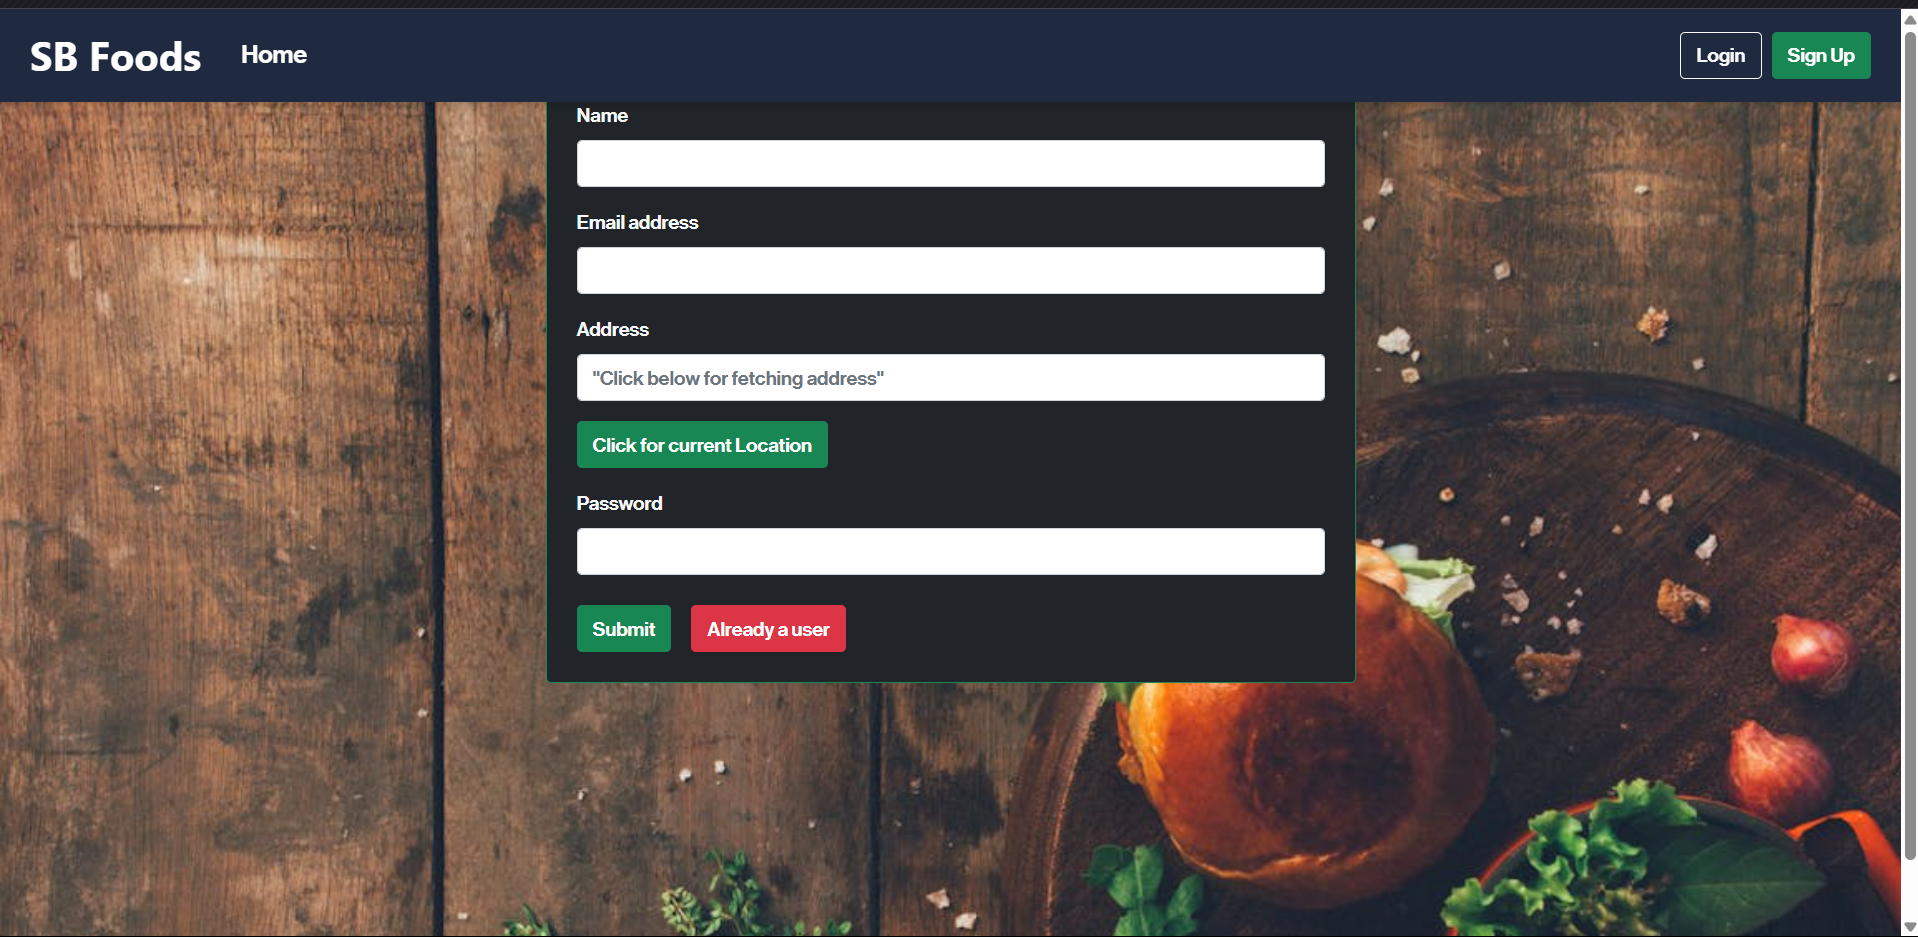 SB Foods
Home
Login
Sign Up
Name
Email address
Address
"Click below for fetching address"
Click for current Location
Password
Submit
Already a user